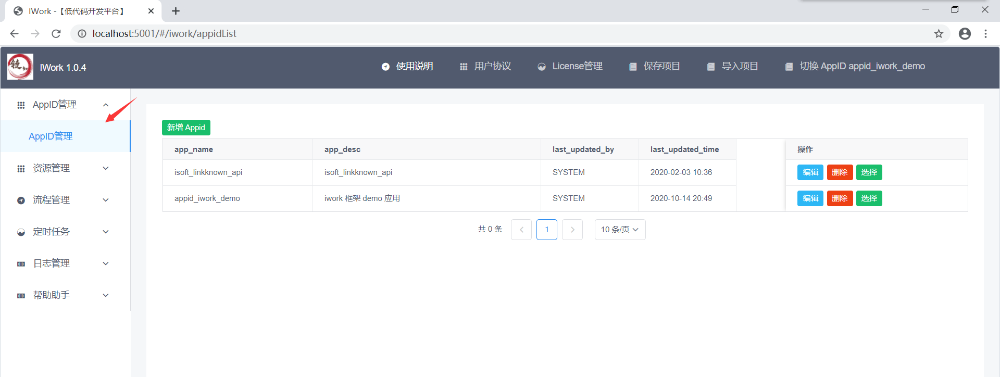 IWork -【低代码开发平台】
localhost:5001/#/iwork/appidList
链知
IWork 1.0.4
使用说明
用户协议
License管理
保存项目
导入项目
切换 AppID appid_iwork_demo
AppID管理
AppID管理
资源管理
流程管理
定时任务
日志管理
帮助助手
新增 Appid
app_name app_desc last_updated_by last_updated_time 操作
isoft_linkknown_api isoft_linkknown_api SYSTEM 2020-02-03 10:36 编辑 删除 选择
appid_iwork_demo iwork 框架 demo 应用 SYSTEM 2020-10-14 20:49 编辑 删除 选择
共 0 条 1 10 条/页